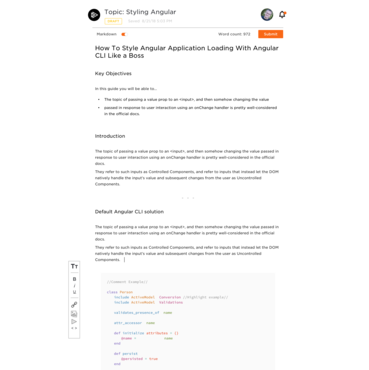 Topic: Styling Angular
Markdown:
Word count: 972
Submit
How To Style Angular Application Loading With Angular
CLI Like a Boss
Key Objectives
In this guide you will be able to...
• The topic of passing a value prop to an <input>, and then somehow changing the value
• passed in response to user interaction using an onChange handler is pretty well-considered
in the official docs.
Introduction
The topic of passing a value prop to an <input>, and then somehow changing the value passed in
response to user interaction using an onChange handler is pretty well-considered in the official
docs.
They refer to such inputs as Controlled Components, and refer to inputs that instead let the DOM
natively handle the input's value and subsequent changes from the user as Uncontrolled
Components.
Default Angular CLI solution
The topic of passing a value prop to an <input>, and then somehow changing the value passed in
response to user interaction using an onChange handler is pretty well-considered in the official
docs.
They refer to such inputs as Controlled Components, and refer to inputs that instead let the DOM
natively handle the input's value and subsequent changes from the user as Uncontrolled
Components.
TT
B
I
U
//Comment Example//
class Person
include ActiveModel Conversion //Highlight example//
include ActiveModel Validations
validates_presence_of name
attr_accessor name
def initialize attributes = {}
@name = name
end
def persist
@persisted = true
end